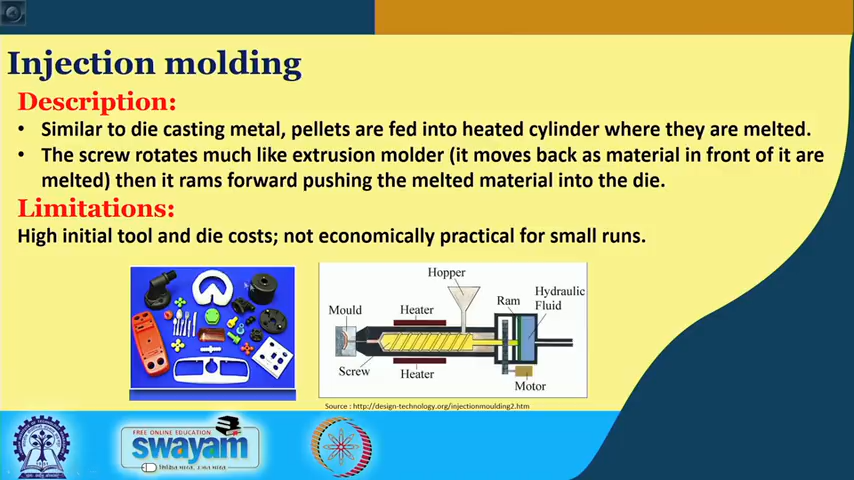 Injection molding
Description:
• Similar to die casting metal, pellets are fed into heated cylinder where they are melted.
• The screw rotates much like extrusion molder (it moves back as material in front of it are
melted) then it rams forward pushing the melted material into the die.
Limitations:
High initial tool and die costs; not economically practical for small runs.
Hopper
Hydraulic
Fluid
Ram
Mould
Heater
Screw
Heater
Motor
Source : http://design-technology.org/injectionmoulding2.htm
FREE ONLINE EDUCATION
swayam